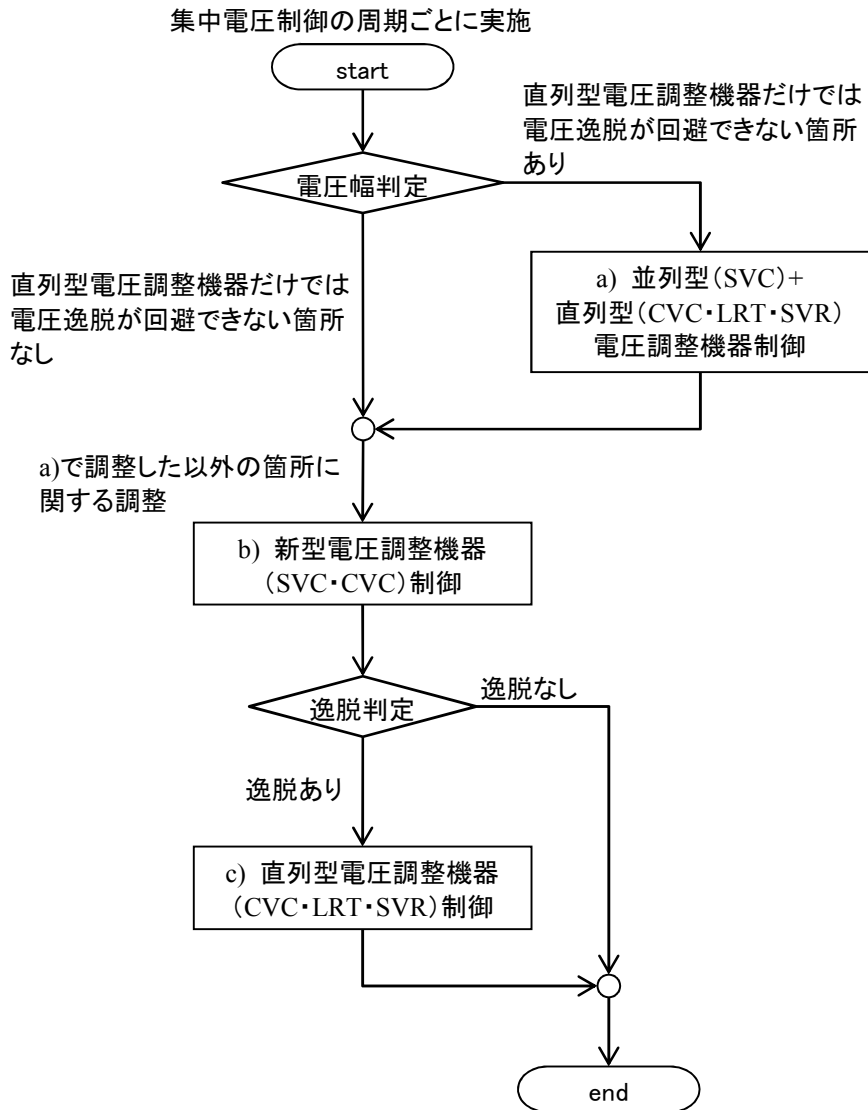 集中電圧制御の周期ごとに実施
start
直列型電圧調整機器だけでは
電圧逸脱が回避できない箇所
あり
電圧幅判定
直列型電圧調整機器だけでは
電圧逸脱が回避できない箇所
なし
a) 並列型(SVC)+
直列型(CVC・LRT・SVR)
電圧調整機器制御
a)で調整した以外の箇所に
関する調整
b) 新型電圧調整機器
(SVC・CVC)制御
逸脱判定
逸脱なし
逸脱あり
c) 直列型電圧調整機器
(CVC・LRT・SVR)制御
end